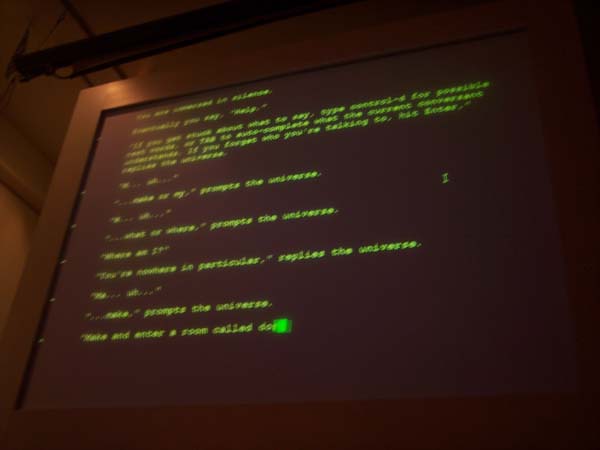 You are immersed in silence.
Eventually you say, "Help."
"If you get stuck about what to say, type control-d for possible
next words, or TAB to auto-complete what the current conversant
understands. If you forget who you're talking to, hit Enter,"
replies the universe.
"M... uh..."
"...make or my," prompts the universe.
"W... uh..."
"...what or where," prompts the universe.
"Where am I?"
"You're nowhere in particular," replies the universe.
"Ma... uh..."
"...make," prompts the universe.
"Make and enter a room called do